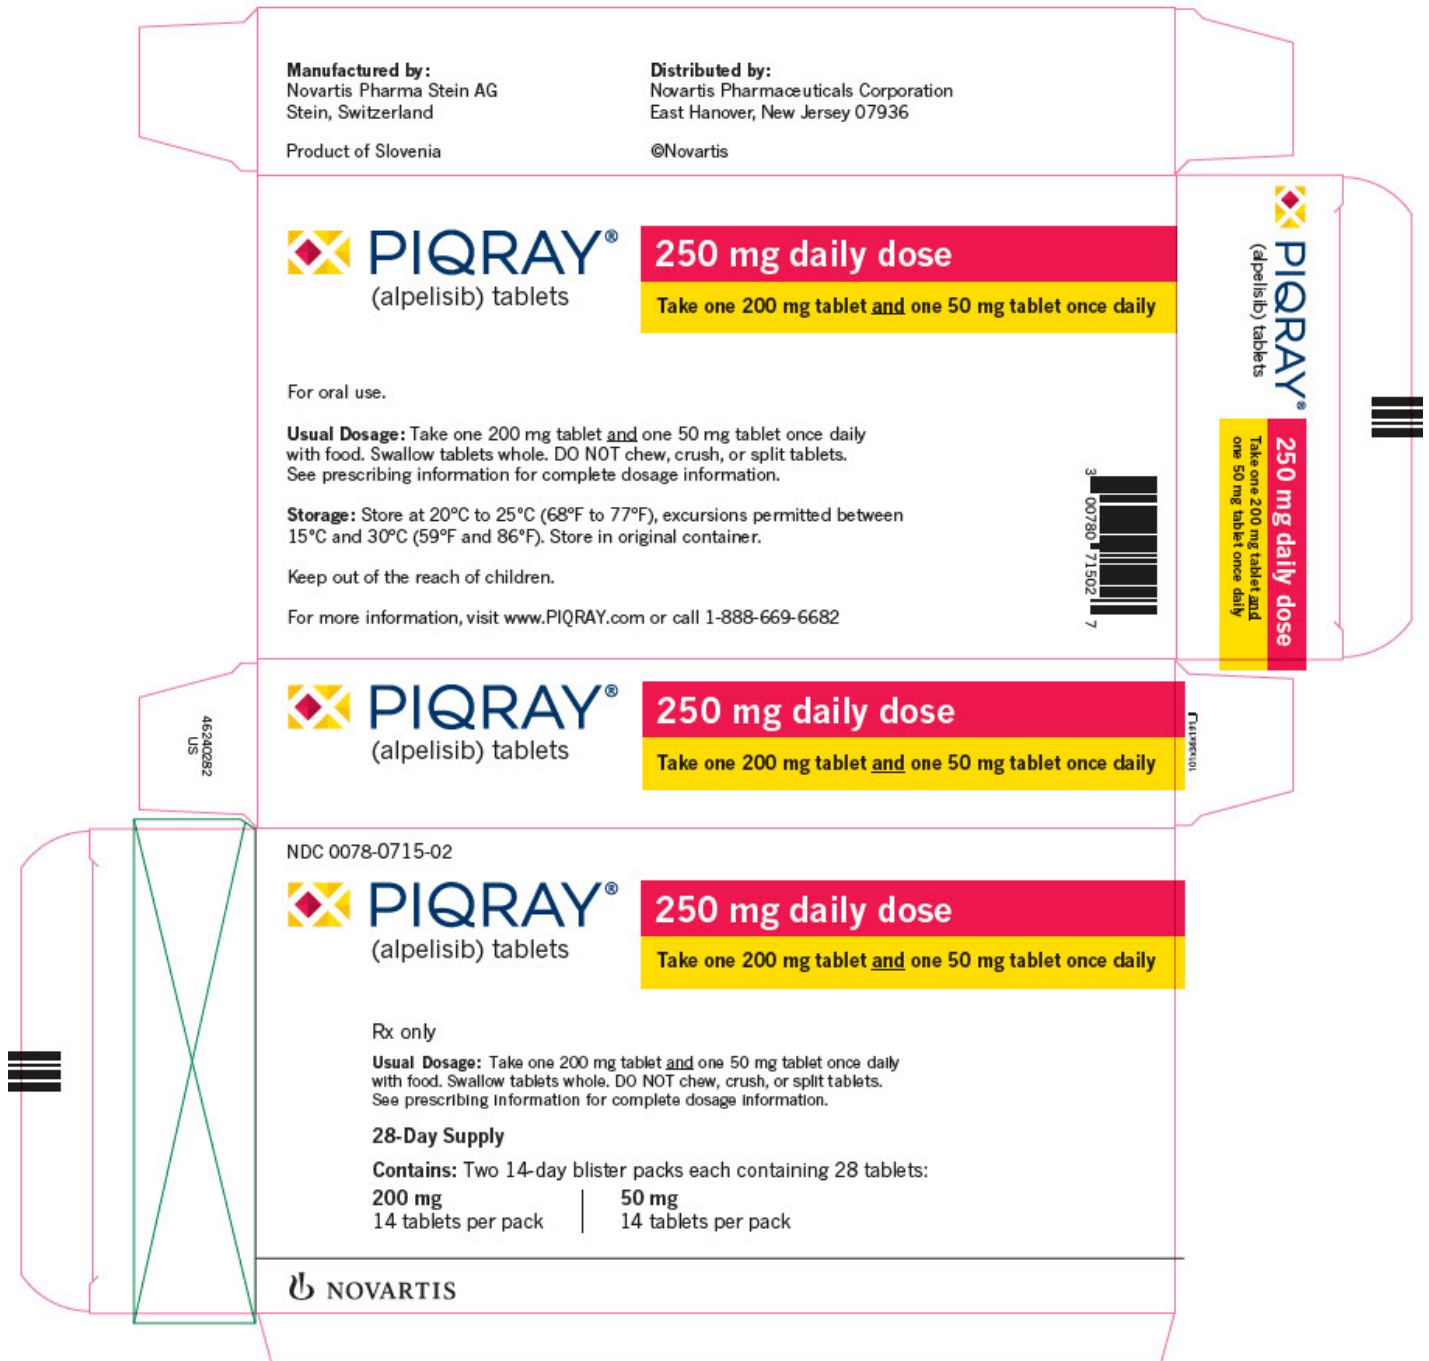 Manufactured by:
Novartis Pharma Stein AG
Stein, Switzerland
Product of Slovenia
Distributed by:
Novartis Pharmaceuticals Corporation
East Hanover, New Jersey 07936
©Novartis
PIQRAY®
(alpelisib) tablets
250 mg daily dose
Take one 200 mg tablet and one 50 mg tablet once daily
For oral use.
Usual Dosage: Take one 200 mg tablet and one 50 mg tablet once daily
with food. Swallow tablets whole. DO NOT chew, crush, or split tablets.
See prescribing information for complete dosage information.
Storage: Store at 20°C to 25°C (68°F to 77°F), excursions permitted between
15°C and 30°C (59°F and 86°F). Store in original container.
Keep out of the reach of children.
For more information, visit www.PIQRAY.com or call 1-888-669-6682
3 00780 71502 7
PIQRAY®
(alpelisib) tablets
250 mg daily dose
Take one 200 mg tablet and
one 50 mg tablet once daily
46240282
US
PIQRAY®
(alpelisib) tablets
250 mg daily dose
Take one 200 mg tablet and one 50 mg tablet once daily
NDC 0078-0715-02
PIQRAY®
(alpelisib) tablets
250 mg daily dose
Take one 200 mg tablet and one 50 mg tablet once daily
Rx only
Usual Dosage: Take one 200 mg tablet and one 50 mg tablet once daily
with food. Swallow tablets whole. DO NOT chew, crush, or split tablets.
See prescribing information for complete dosage information.
28-Day Supply
Contains: Two 14-day blister packs each containing 28 tablets:
200 mg
14 tablets per pack
50 mg
14 tablets per pack
NOVARTIS